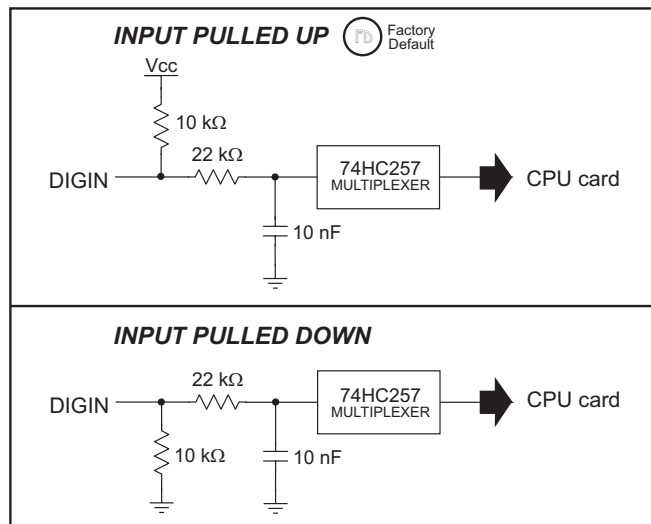 INPUT PULLED UP
FD
Factory
Default
Vcc
10 kΩ
22 kΩ
DIGIN
74HC257
MULTIPLEXER
CPU card
10 nF
INPUT PULLED DOWN
22 kΩ
DIGIN
74HC257
MULTIPLEXER
CPU card
10 kΩ
10 nF